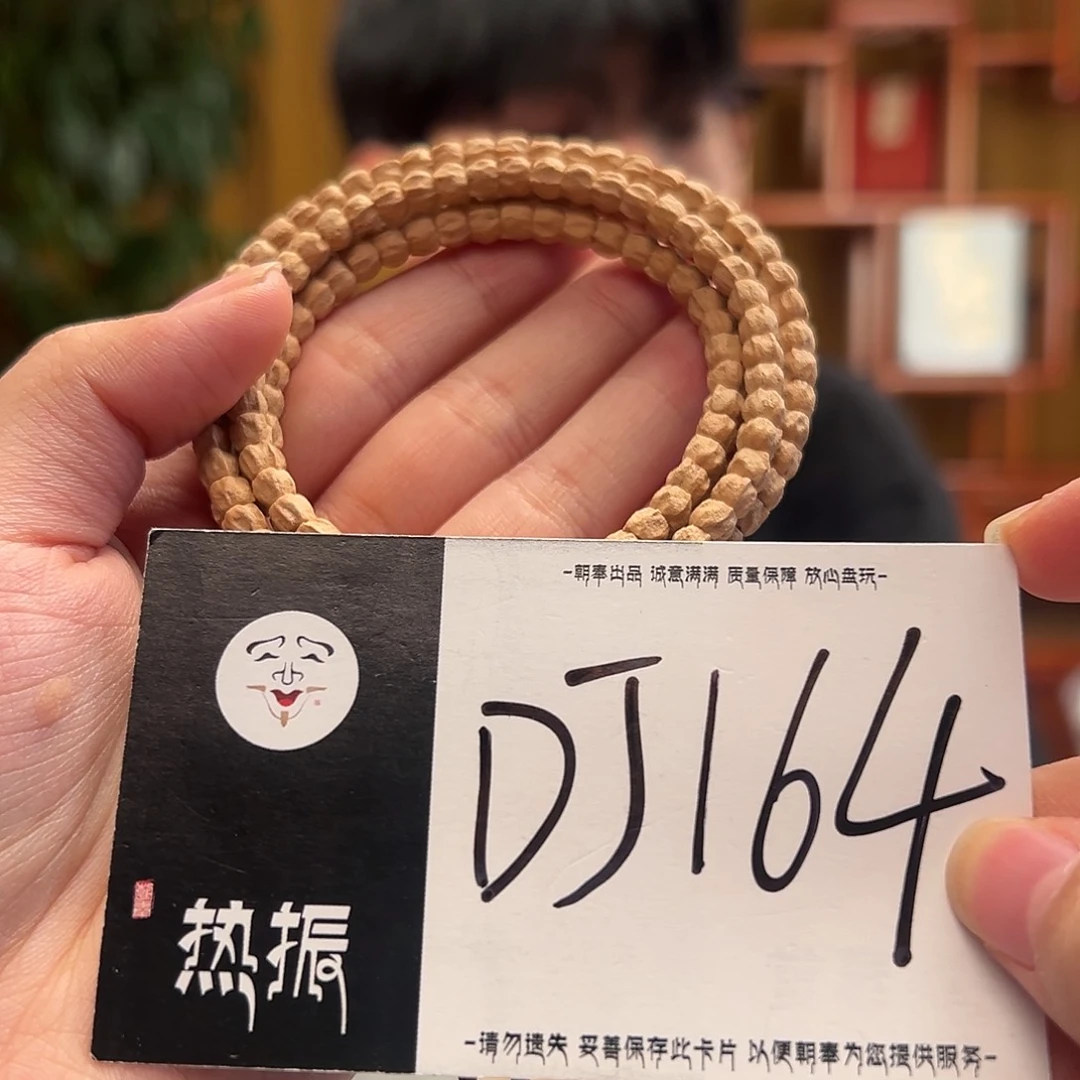 -朝奉出品 诚意满满 质量保障 放心盘玩-
DJ164
热振
-请勿遗失 妥善保存此卡片 以便朝奉为您提供服务-